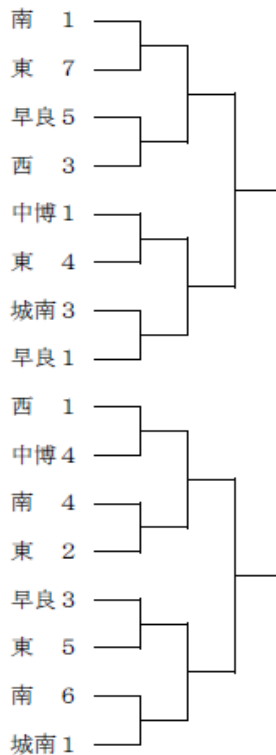 南 1
東 7
早良5
西 3
中博1
東 4
城南3
早良1
西 1
中博4
南 4
東 2
早良3
東 5
南 6
城南1